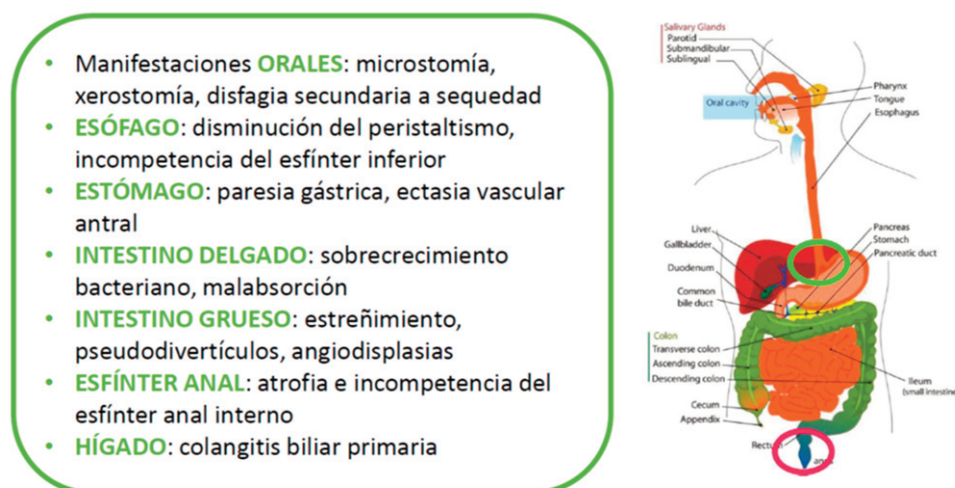 • Manifestaciones ORALES: microstomía,
xerostomía, disfagia secundaria a sequedad
• ESÓFAGO: disminución del peristaltismo,
incompetencia del esfínter inferior
• ESTÓMAGO: paresia gástrica, ectasia vascular
antral
• INTESTINO DELGADO: sobrecrecimiento
bacteriano, malabsorción
• INTESTINO GRUESO: estreñimiento,
pseudodivertículos, angiodisplasias
• ESFÍNTER ANAL: atrofia e incompetencia del
esfínter anal interno
• HÍGADO: colangitis biliar primaria
Salivary Glands
Parotid
Submandibular
Sublingual
Oral cavity
Pharynx
Tongue
Esophagus
Liver
Gallbladder
Duodenum
Common
bile duct
Pancreas
Stomach
Pancreatic duct
Colon
Transverse colon
Ascending colon
Descending colon
Cecum
Appendix
Ileum
(small intestine